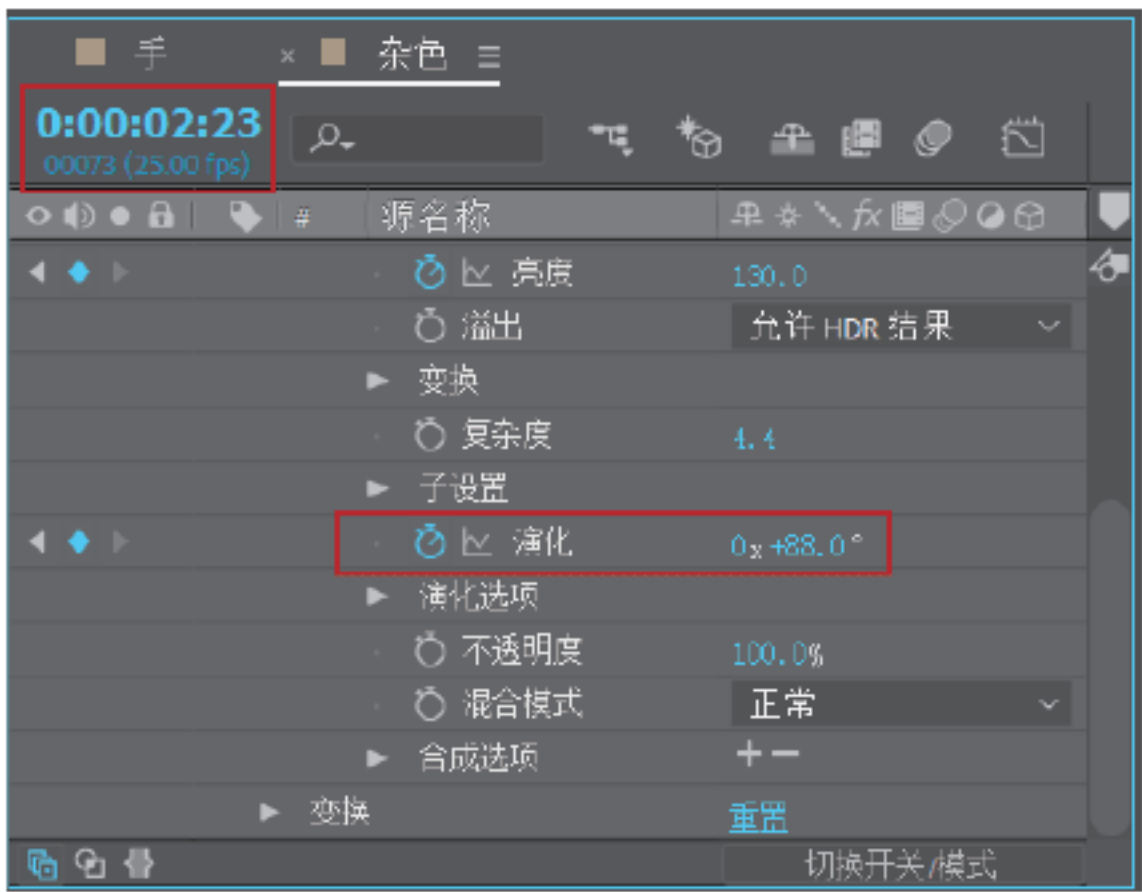 手 × 杂色
0:00:02:23
00073 (25.00 fps)
# 源名称 fx
亮度 130.0
溢出 允许 HDR 结果
变换
复杂度 4.4
子设置
演化 0x+88.0°
演化选项
不透明度 100.0%
混合模式 正常
合成选项 + −
变换 重置
切换开关/模式